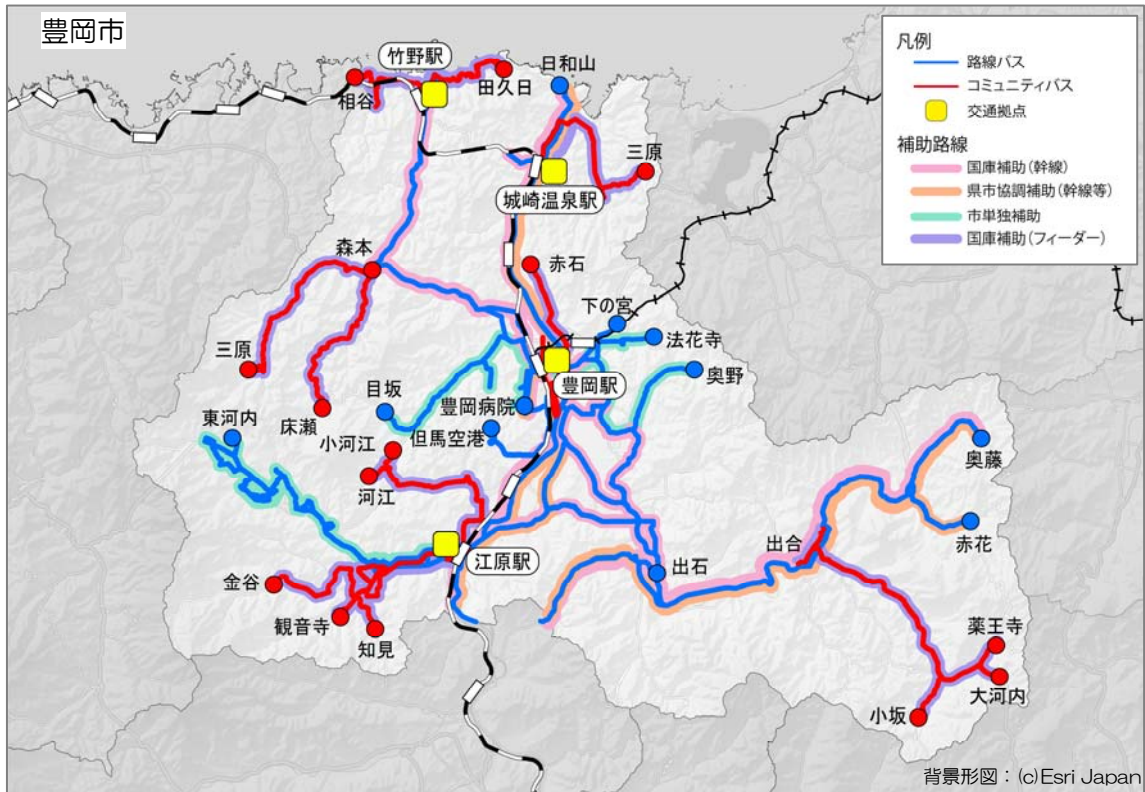 豊岡市
凡例
路線バス
コミュニティバス
交通拠点
補助路線
国庫補助(幹線)
県市協調補助(幹線等)
市単独補助
国庫補助(フィーダー)
竹野駅
日和山
相谷
田久日
三原
城崎温泉駅
森本
赤石
下の宮
法花寺
三原
奥野
豊岡駅
目坂
豊岡病院
東河内
床瀬
但馬空港
小河江
奥藤
河江
赤花
出合
江原駅
出石
金谷
観音寺
知見
薬王寺
大河内
小坂
背景形図:(c)Esri Japan